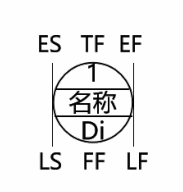 ES TF EF
1
名称
Di
LS FF LF